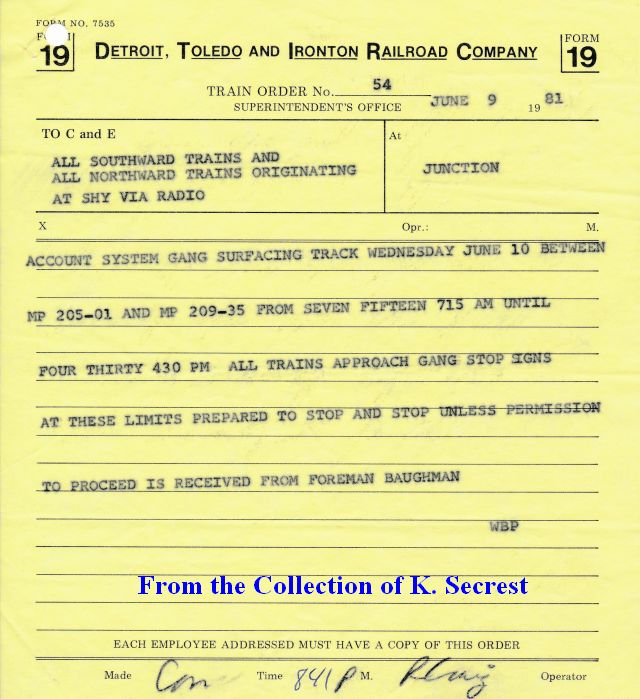 FORM NO. 7535
FORM
19
DETROIT, TOLEDO AND IRONTON RAILROAD COMPANY
FORM
19
TRAIN ORDER No. 54
SUPERINTENDENT'S OFFICE JUNE 9 1981
TO C and E
At
ALL SOUTHWARD TRAINS AND
ALL NORTHWARD TRAINS ORIGINATING
AT SHY VIA RADIO
JUNCTION
X Opr.: M.
ACCOUNT SYSTEM GANG SURFACING TRACK WEDNESDAY JUNE 10 BETWEEN
MP 205-01 AND MP 209-35 FROM SEVEN FIFTEEN 715 AM UNTIL
FOUR THIRTY 430 PM ALL TRAINS APPROACH GANG STOP SIGNS
AT THESE LIMITS PREPARED TO STOP AND STOP UNLESS PERMISSION
TO PROCEED IS RECEIVED FROM FOREMAN BAUGHMAN
WBP
From the Collection of K. Secrest
EACH EMPLOYEE ADDRESSED MUST HAVE A COPY OF THIS ORDER
Made Com Time 841 P M. Operator